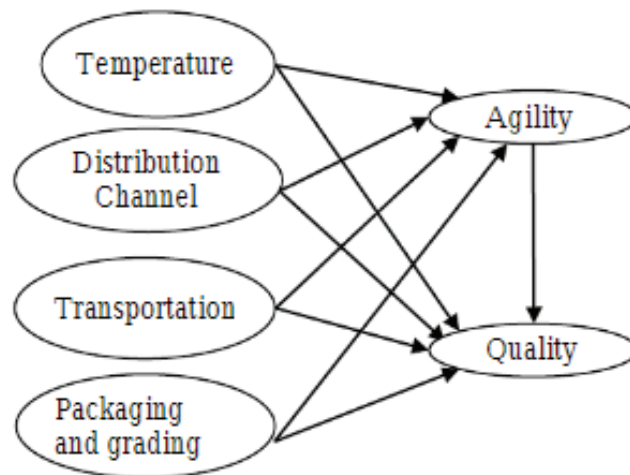 Temperature
Agility
Distribution
Channel
Transportation
Quality
Packaging
and grading